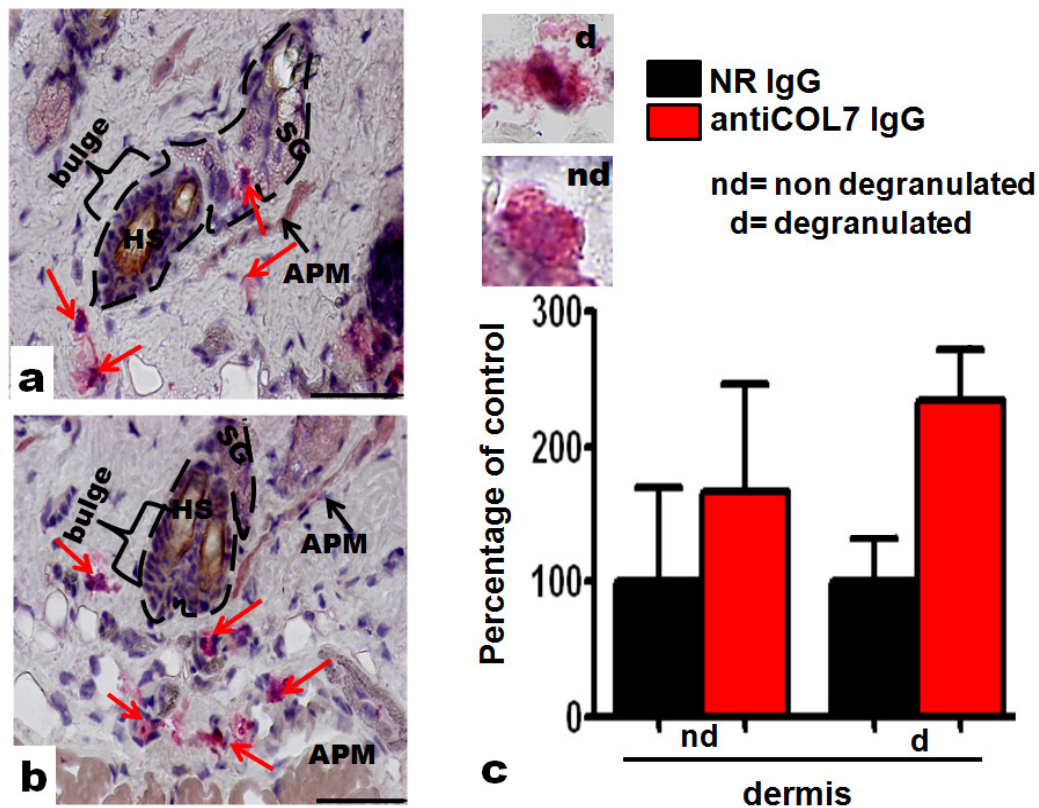 bulge
HS
SG
APM
a
bulge
HS
SG
APM
APM
b
d
nd
NR IgG
antiCOL7 IgG
nd= non degranulated
d= degranulated
Percentage of control
300
200
100
0
nd
d
dermis
c